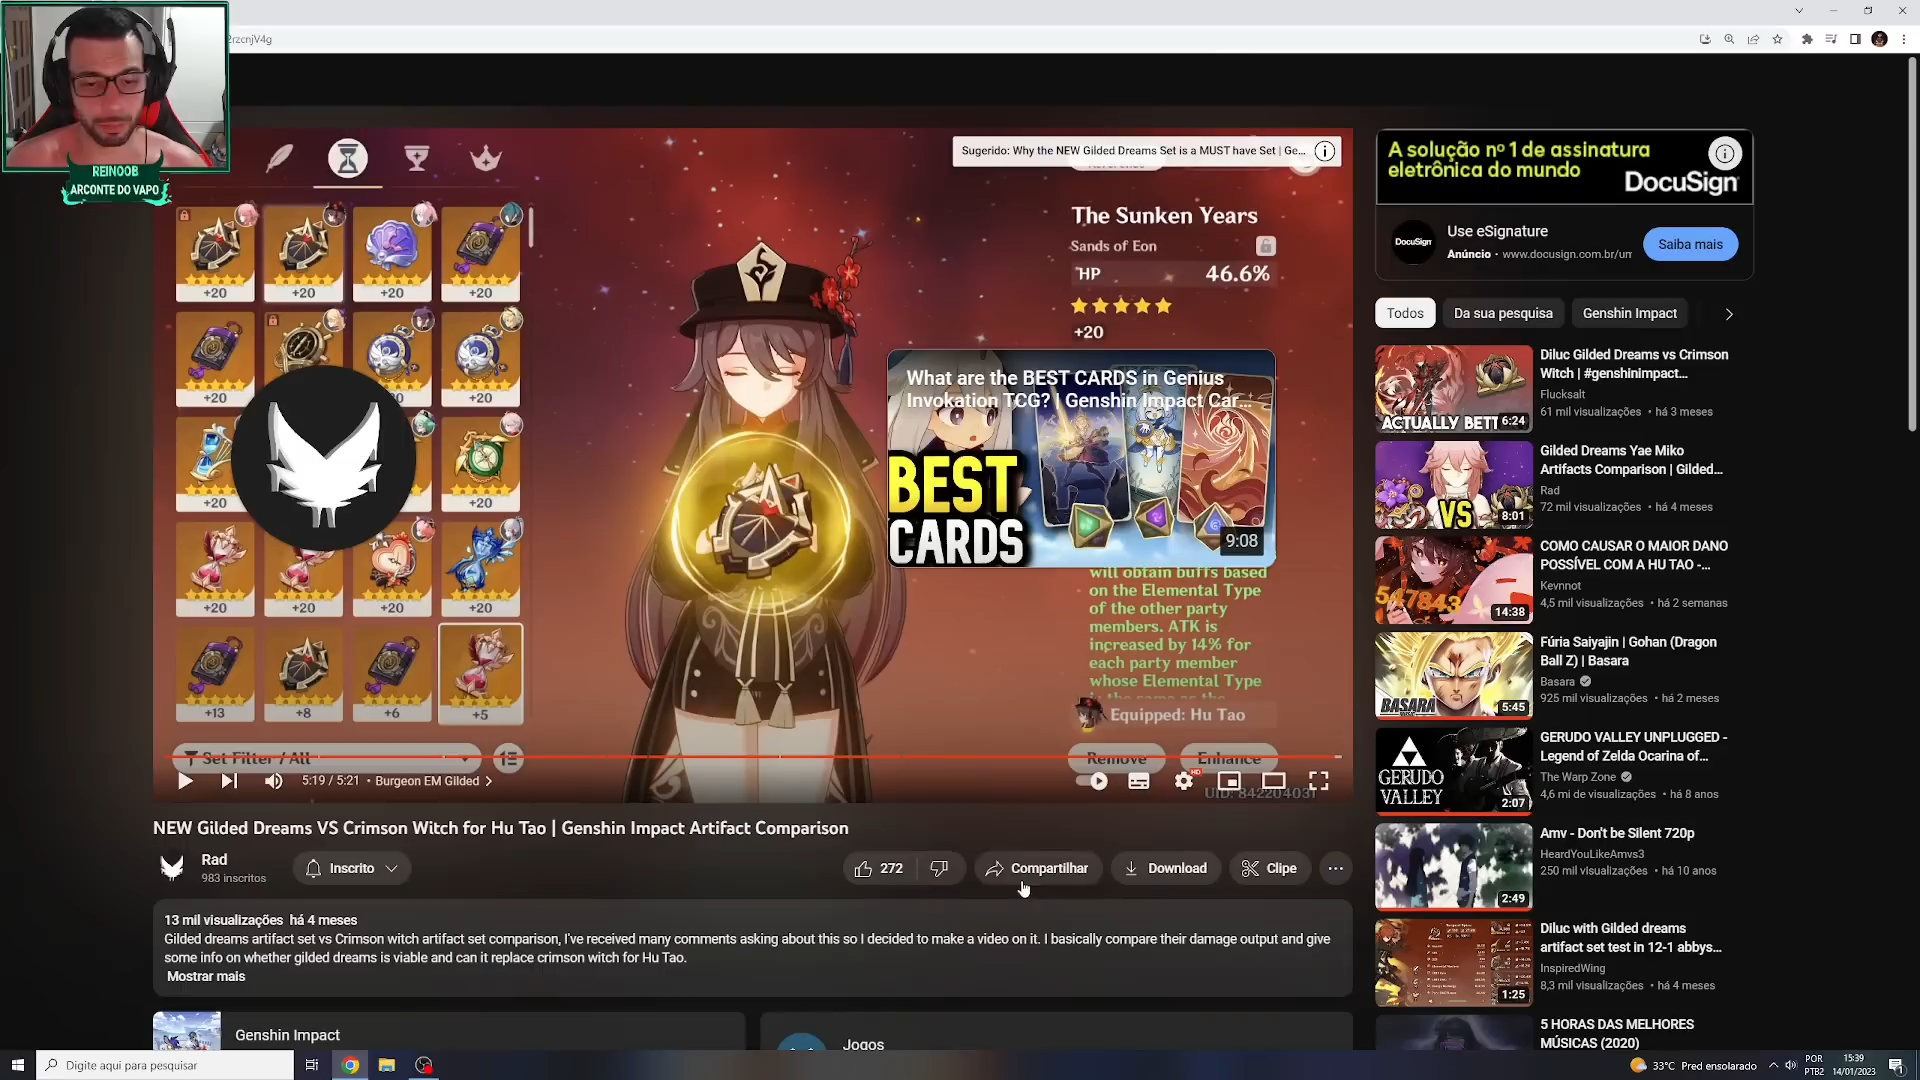 2rzcnjV4g
REINOOB
ARCONTE DO VAPO
Sugerido: Why the NEW Gilded Dreams Set is a MUST have Set | Ge...
The Sunken Years
Sands of Eon
HP 46.6%
+20
+20 +20 +20 +20
+20 +20
+20 +20
+20 +20 +20 +20
+13 +8 +6 +5
What are the BEST CARDS in Genius
Invokation TCG? | Genshin Impact Car...
BEST
CARDS
9:08
will obtain buffs based
on the Elemental Type
of the other party
members. ATK is
increased by 14% for
each party member
whose Elemental Type
is the same as the
Equipped: Hu Tao
Set Filter / All
Remove Enhance
5:19 / 5:21 • Burgeon EM Gilded
HD
UID: 842204031
NEW Gilded Dreams VS Crimson Witch for Hu Tao | Genshin Impact Artifact Comparison
Rad
983 inscritos
Inscrito
272
Compartilhar
Download
Clipe
13 mil visualizações há 4 meses
Gilded dreams artifact set vs Crimson witch artifact set comparison, I've received many comments asking about this so I decided to make a video on it. I basically compare their damage output and give
some info on whether gilded dreams is viable and can it replace crimson witch for Hu Tao.
Mostrar mais
Genshin Impact
Jogos
A solução nº 1 de assinatura
eletrônica do mundo
DocuSign
DocuSign
Use eSignature
Anúncio • www.docusign.com.br/um
Saiba mais
Todos
Da sua pesquisa
Genshin Impact
Diluc Gilded Dreams vs Crimson
Witch | #genshinimpact...
Flucksalt
61 mil visualizações • há 3 meses
ACTUALLY BETT
6:24
Gilded Dreams Yae Miko
Artifacts Comparison | Gilded...
Rad
72 mil visualizações • há 4 meses
VS
8:01
COMO CAUSAR O MAIOR DANO
POSSÍVEL COM A HU TAO -...
Kevnnot
4,5 mil visualizações • há 2 semanas
547843
14:38
Fúria Saiyajin | Gohan (Dragon
Ball Z) | Basara
Basara
925 mil visualizações • há 2 meses
BASARA
5:45
GERUDO VALLEY UNPLUGGED -
Legend of Zelda Ocarina of...
The Warp Zone
4,6 mi de visualizações • há 8 anos
GERUDO
VALLEY
2:07
Amv - Don't be Silent 720p
HeardYouLikeAmvs3
250 mil visualizações • há 10 anos
2:49
Diluc with Gilded dreams
artifact set test in 12-1 abbys...
InspiredWing
8,3 mil visualizações • há 4 meses
1:25
5 HORAS DAS MELHORES
MÚSICAS (2020)
Digite aqui para pesquisar
33°C Pred ensolarado
POR
PTB2
15:39
14/01/2023